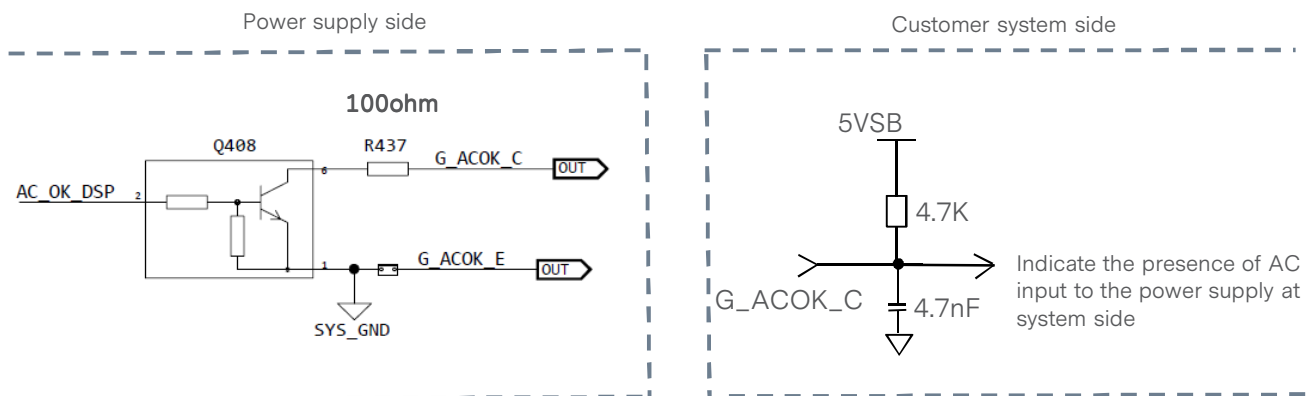 Power supply side
Customer system side
100ohm
Q408
R437
G_ACOK_C
OUT
6
AC_OK_DSP
2
1
G_ACOK_E
OUT
SYS_GND
5VSB
4.7K
G_ACOK_C
4.7nF
Indicate the presence of AC
input to the power supply at
system side